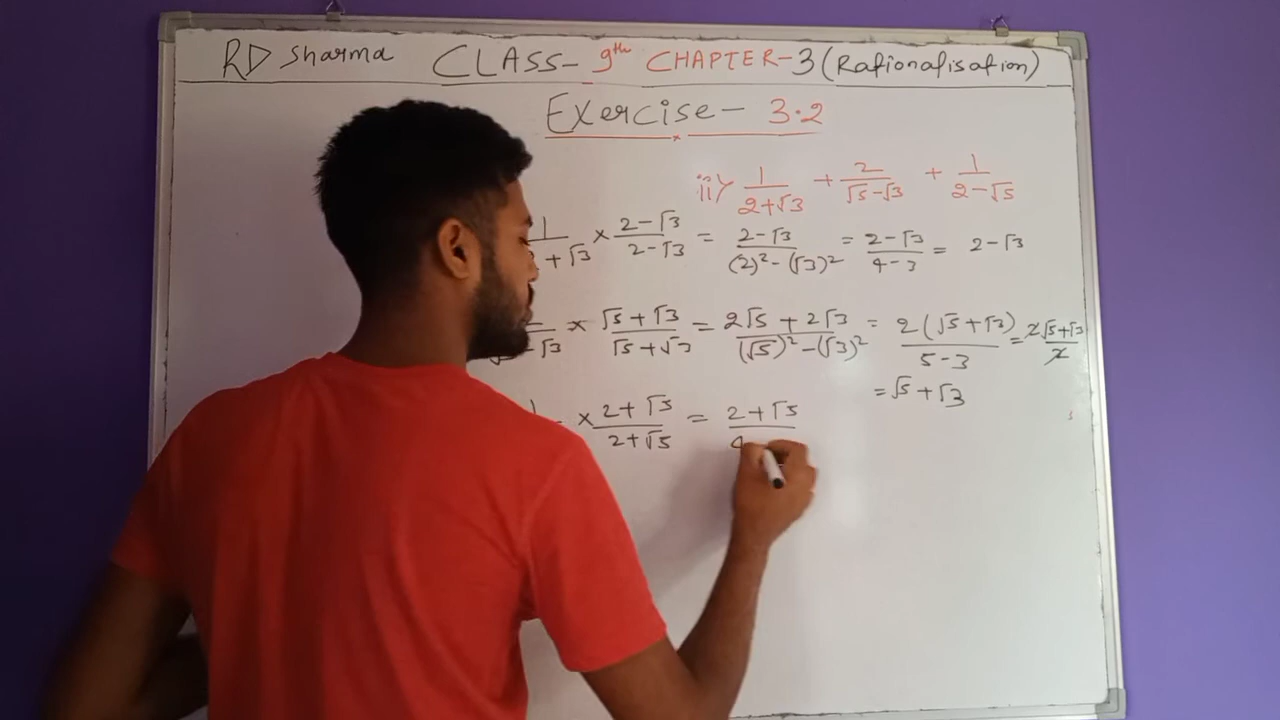 RD Sharma CLASS- 9th CHAPTER-3 (Rationalisation)
Exercise - 3.2
ii) 1/(2+√3) + 2/(√5-√3) + 1/(2-√5)
1/( +√3) × (2-√3)/(2-√3) = (2-√3)/((2)²-(√3)²) = (2-√3)/(4-3) = 2-√3
-√3 × (√5+√3)/(√5+√3) = (2√5+2√3)/((√5)²-(√3)²) = 2(√5+√3)/(5-3) = 2√5+√3/2
= √5+√3
× (2+√5)/(2+√5) = (2+√5)/4